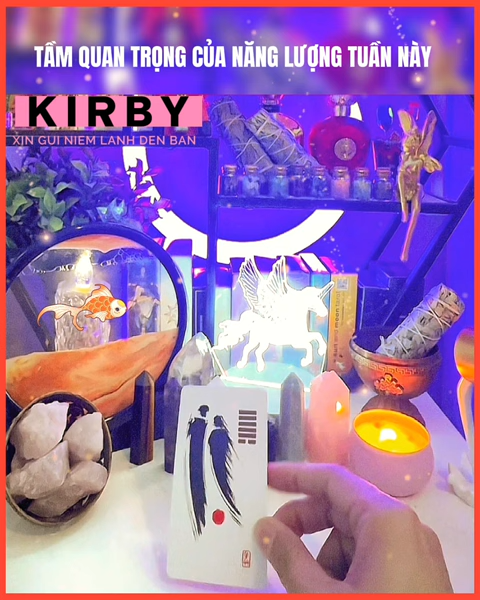 TẦM QUAN TRỌNG CỦA NĂNG LƯỢNG TUẦN NÀY
KIRBY
XIN GUI NIEM LANH DEN BAN